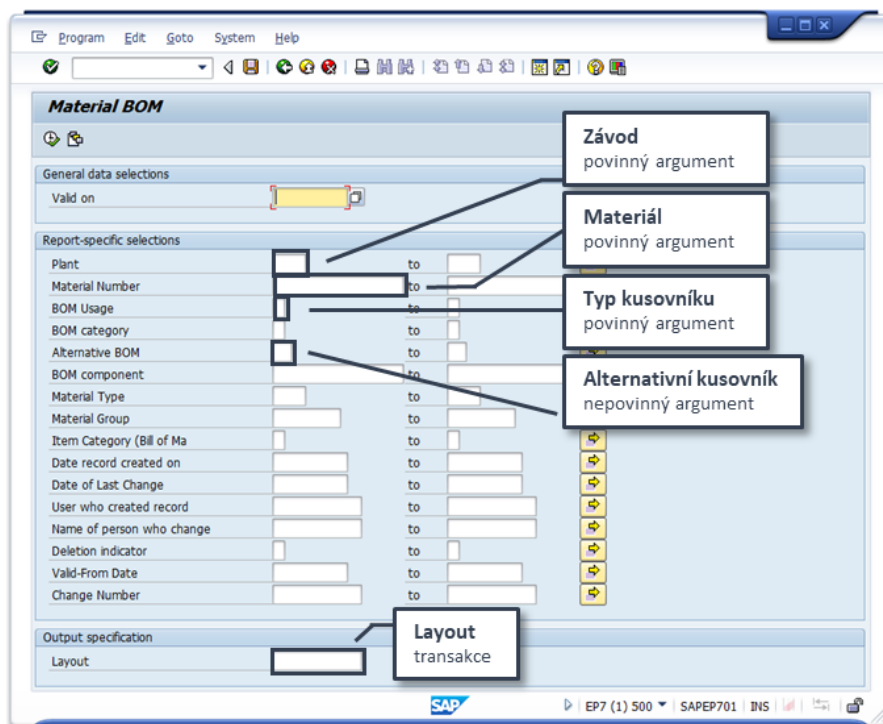 Program Edit Goto System Help
Material BOM
General data selections
Valid on
Závod
povinný argument
Materiál
povinný argument
Typ kusovníku
povinný argument
Alternativní kusovník
nepovinný argument
Report-specific selections
Plant to
Material Number to
BOM Usage to
BOM category to
Alternative BOM to
BOM component to
Material Type to
Material Group to
Item Category (Bill of Ma to
Date record created on to
Date of Last Change to
User who created record to
Name of person who change to
Deletion indicator to
Valid-From Date to
Change Number to
Output specification
Layout
Layout
transakce
SAP EP7 (1) 500 SAPEP701 INS